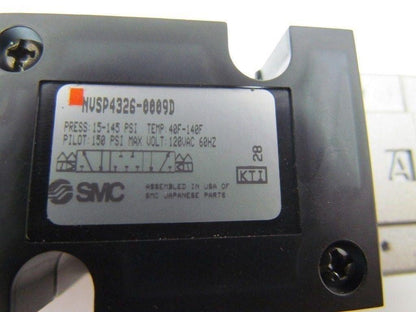 NVSP4326-0009D
PRESS: 15-145 PSI TEMP 40F-140F
PILOT: 150 PSI MAX VOLT: 120VAC 60HZ
28
KTI
SMC
ASSEMBLED IN USA OF
SMC JAPANESE PARTS
A